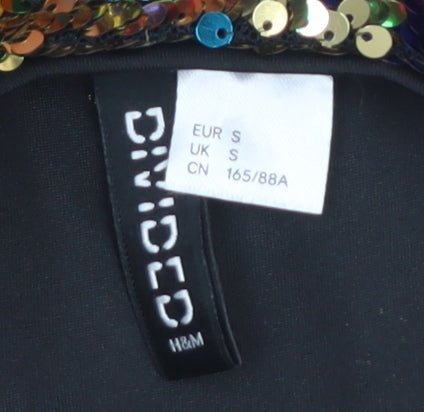 DIVIDED
H&M
EUR S
UK S
CN 165/88A